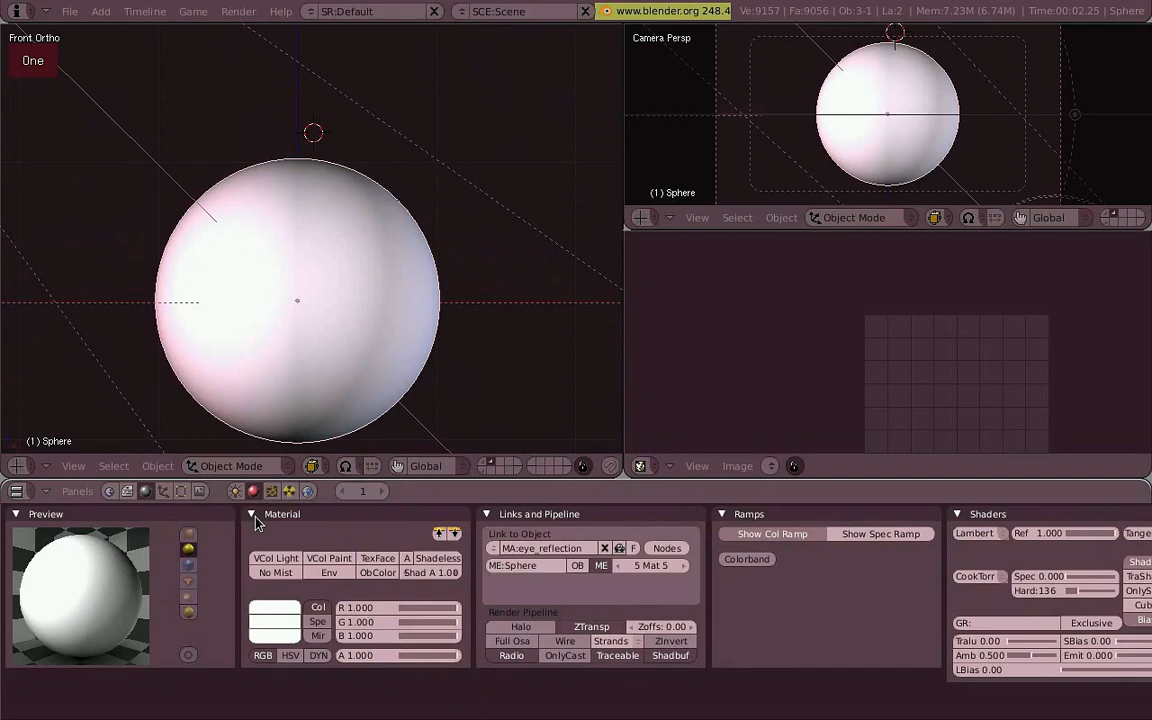 File Add Timeline Game Render Help SR:Default SCE:Scene www.blender.org 248.4 Ve:9157 | Fa:9056 | Ob:3-1 | La:2 | Mem:7.23M (6.74M) | Time:00:02.25 | Sphere
Front Ortho
One
(1) Sphere
View Select Object Object Mode Global
Camera Persp
(1) Sphere
View Select Object Object Mode Global
View Image
Panels 1
Preview
Material
VCol Light VCol Paint TexFace A Shadeless
No Mist Env ObColor Shad A 1.00
Col R 1.000
Spe G 1.000
Mir B 1.000
RGB HSV DYN A 1.000
Links and Pipeline
Link to Object
MA:eye_reflection F Nodes
ME:Sphere OB ME 5 Mat 5
Render Pipeline
Halo ZTransp Zoffs: 0.00
Full Osa Wire Strands ZInvert
Radio OnlyCast Traceable Shadbuf
Ramps
Show Col Ramp Show Spec Ramp
Colorband
Shaders
Lambert Ref 1.000 Tange
Shad
CookTorr Spec 0.000 TraSh
Hard:136 OnlyS
Cub
GR: Exclusive Bias
Tralu 0.00 SBias 0.00
Amb 0.500 Emit 0.000
LBias 0.00